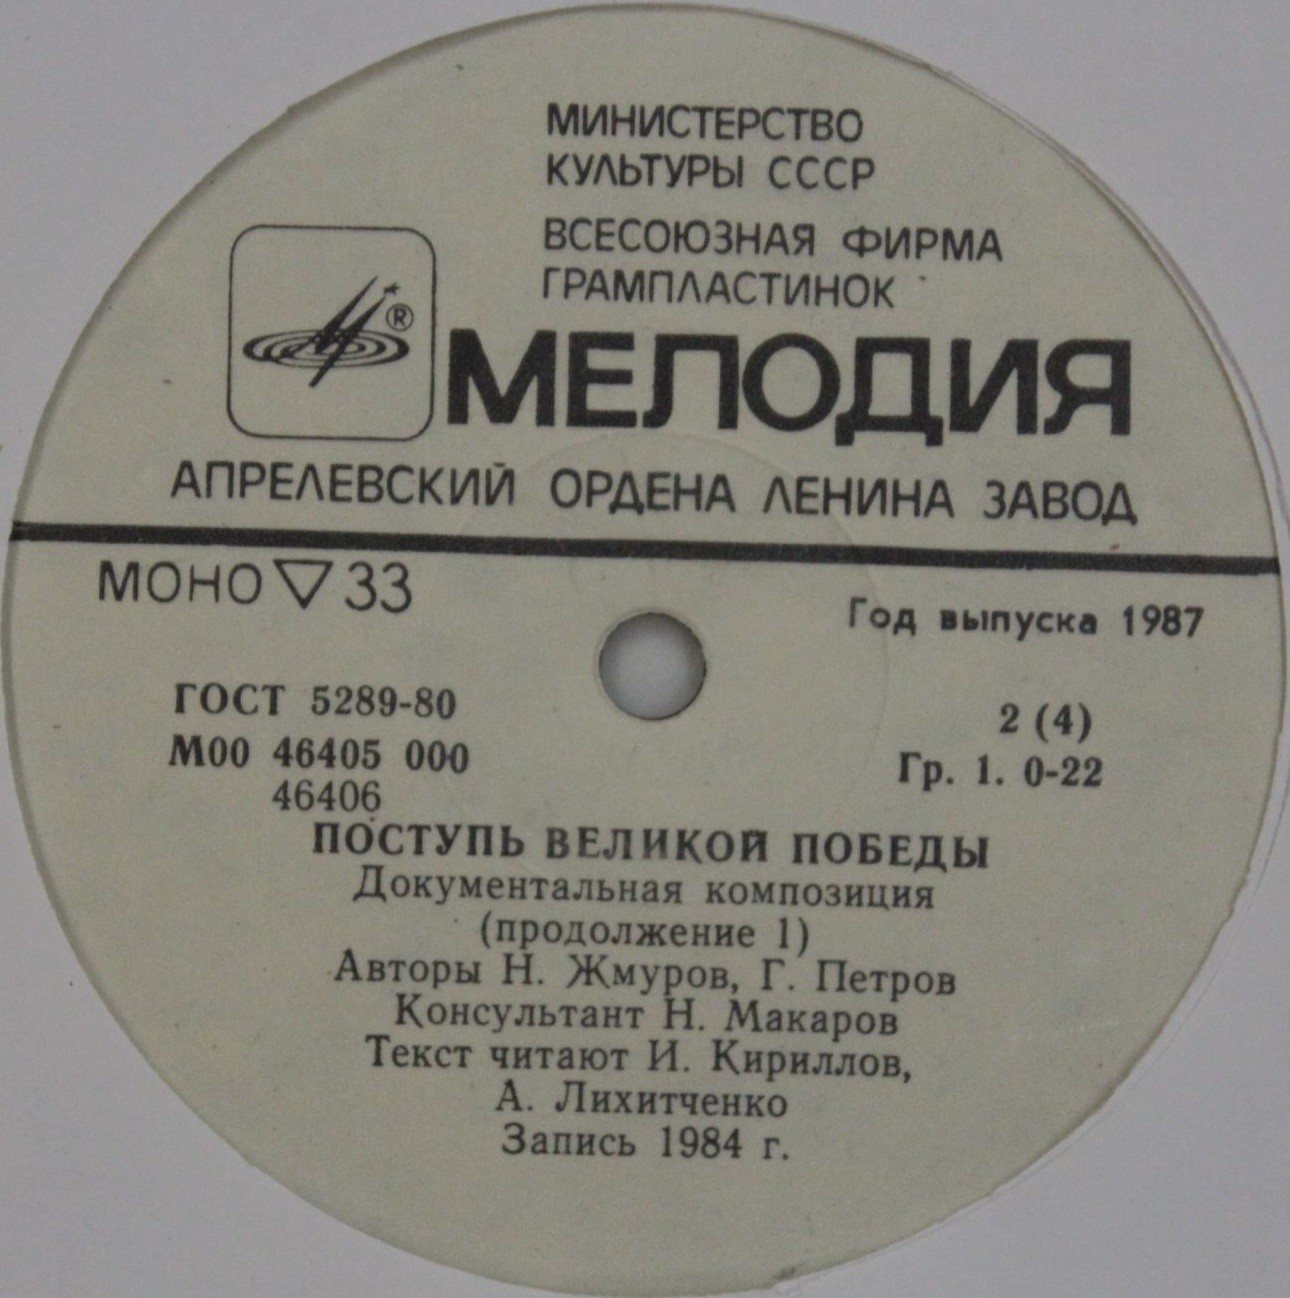 МИНИСТЕРСТВО
КУЛЬТУРЫ СССР
ВСЕСОЮЗНАЯ ФИРМА
ГРАМПЛАСТИНОК
®
МЕЛОДИЯ
АПРЕЛЕВСКИЙ ОРДЕНА ЛЕНИНА ЗАВОД
МОНО ▽ 33
Год выпуска 1987
ГОСТ 5289-80
2 (4)
М00 46405 000
Гр. 1. 0-22
46406
ПОСТУПЬ ВЕЛИКОЙ ПОБЕДЫ
Документальная композиция
(продолжение 1)
Авторы Н. Жмуров, Г. Петров
Консультант Н. Макаров
Текст читают И. Кириллов,
А. Лихитченко
Запись 1984 г.